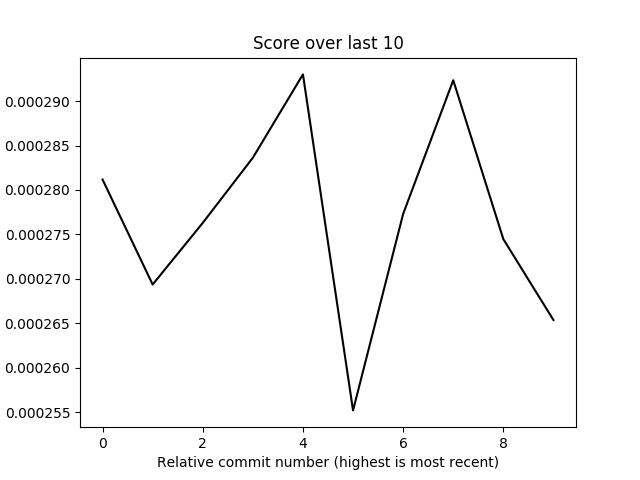 Score over last 10
0.000290
0.000285
0.000280
0.000275
0.000270
0.000265
0.000260
0.000255
0 2 4 6 8
Relative commit number (highest is most recent)